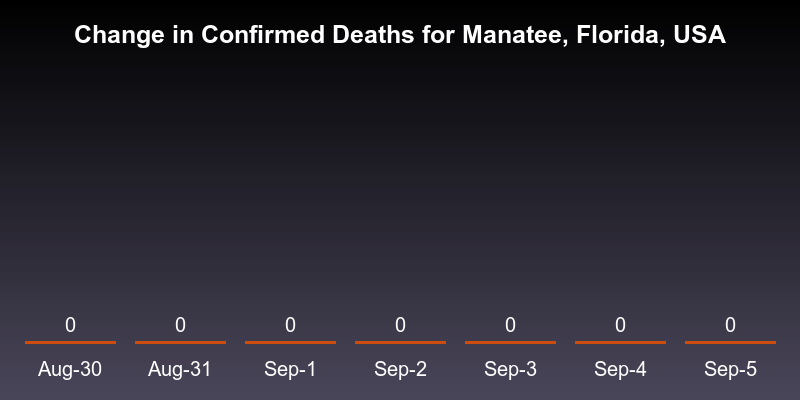 Change in Confirmed Deaths for Manatee, Florida, USA
0 0 0 0 0 0 0
Aug-30 Aug-31 Sep-1 Sep-2 Sep-3 Sep-4 Sep-5